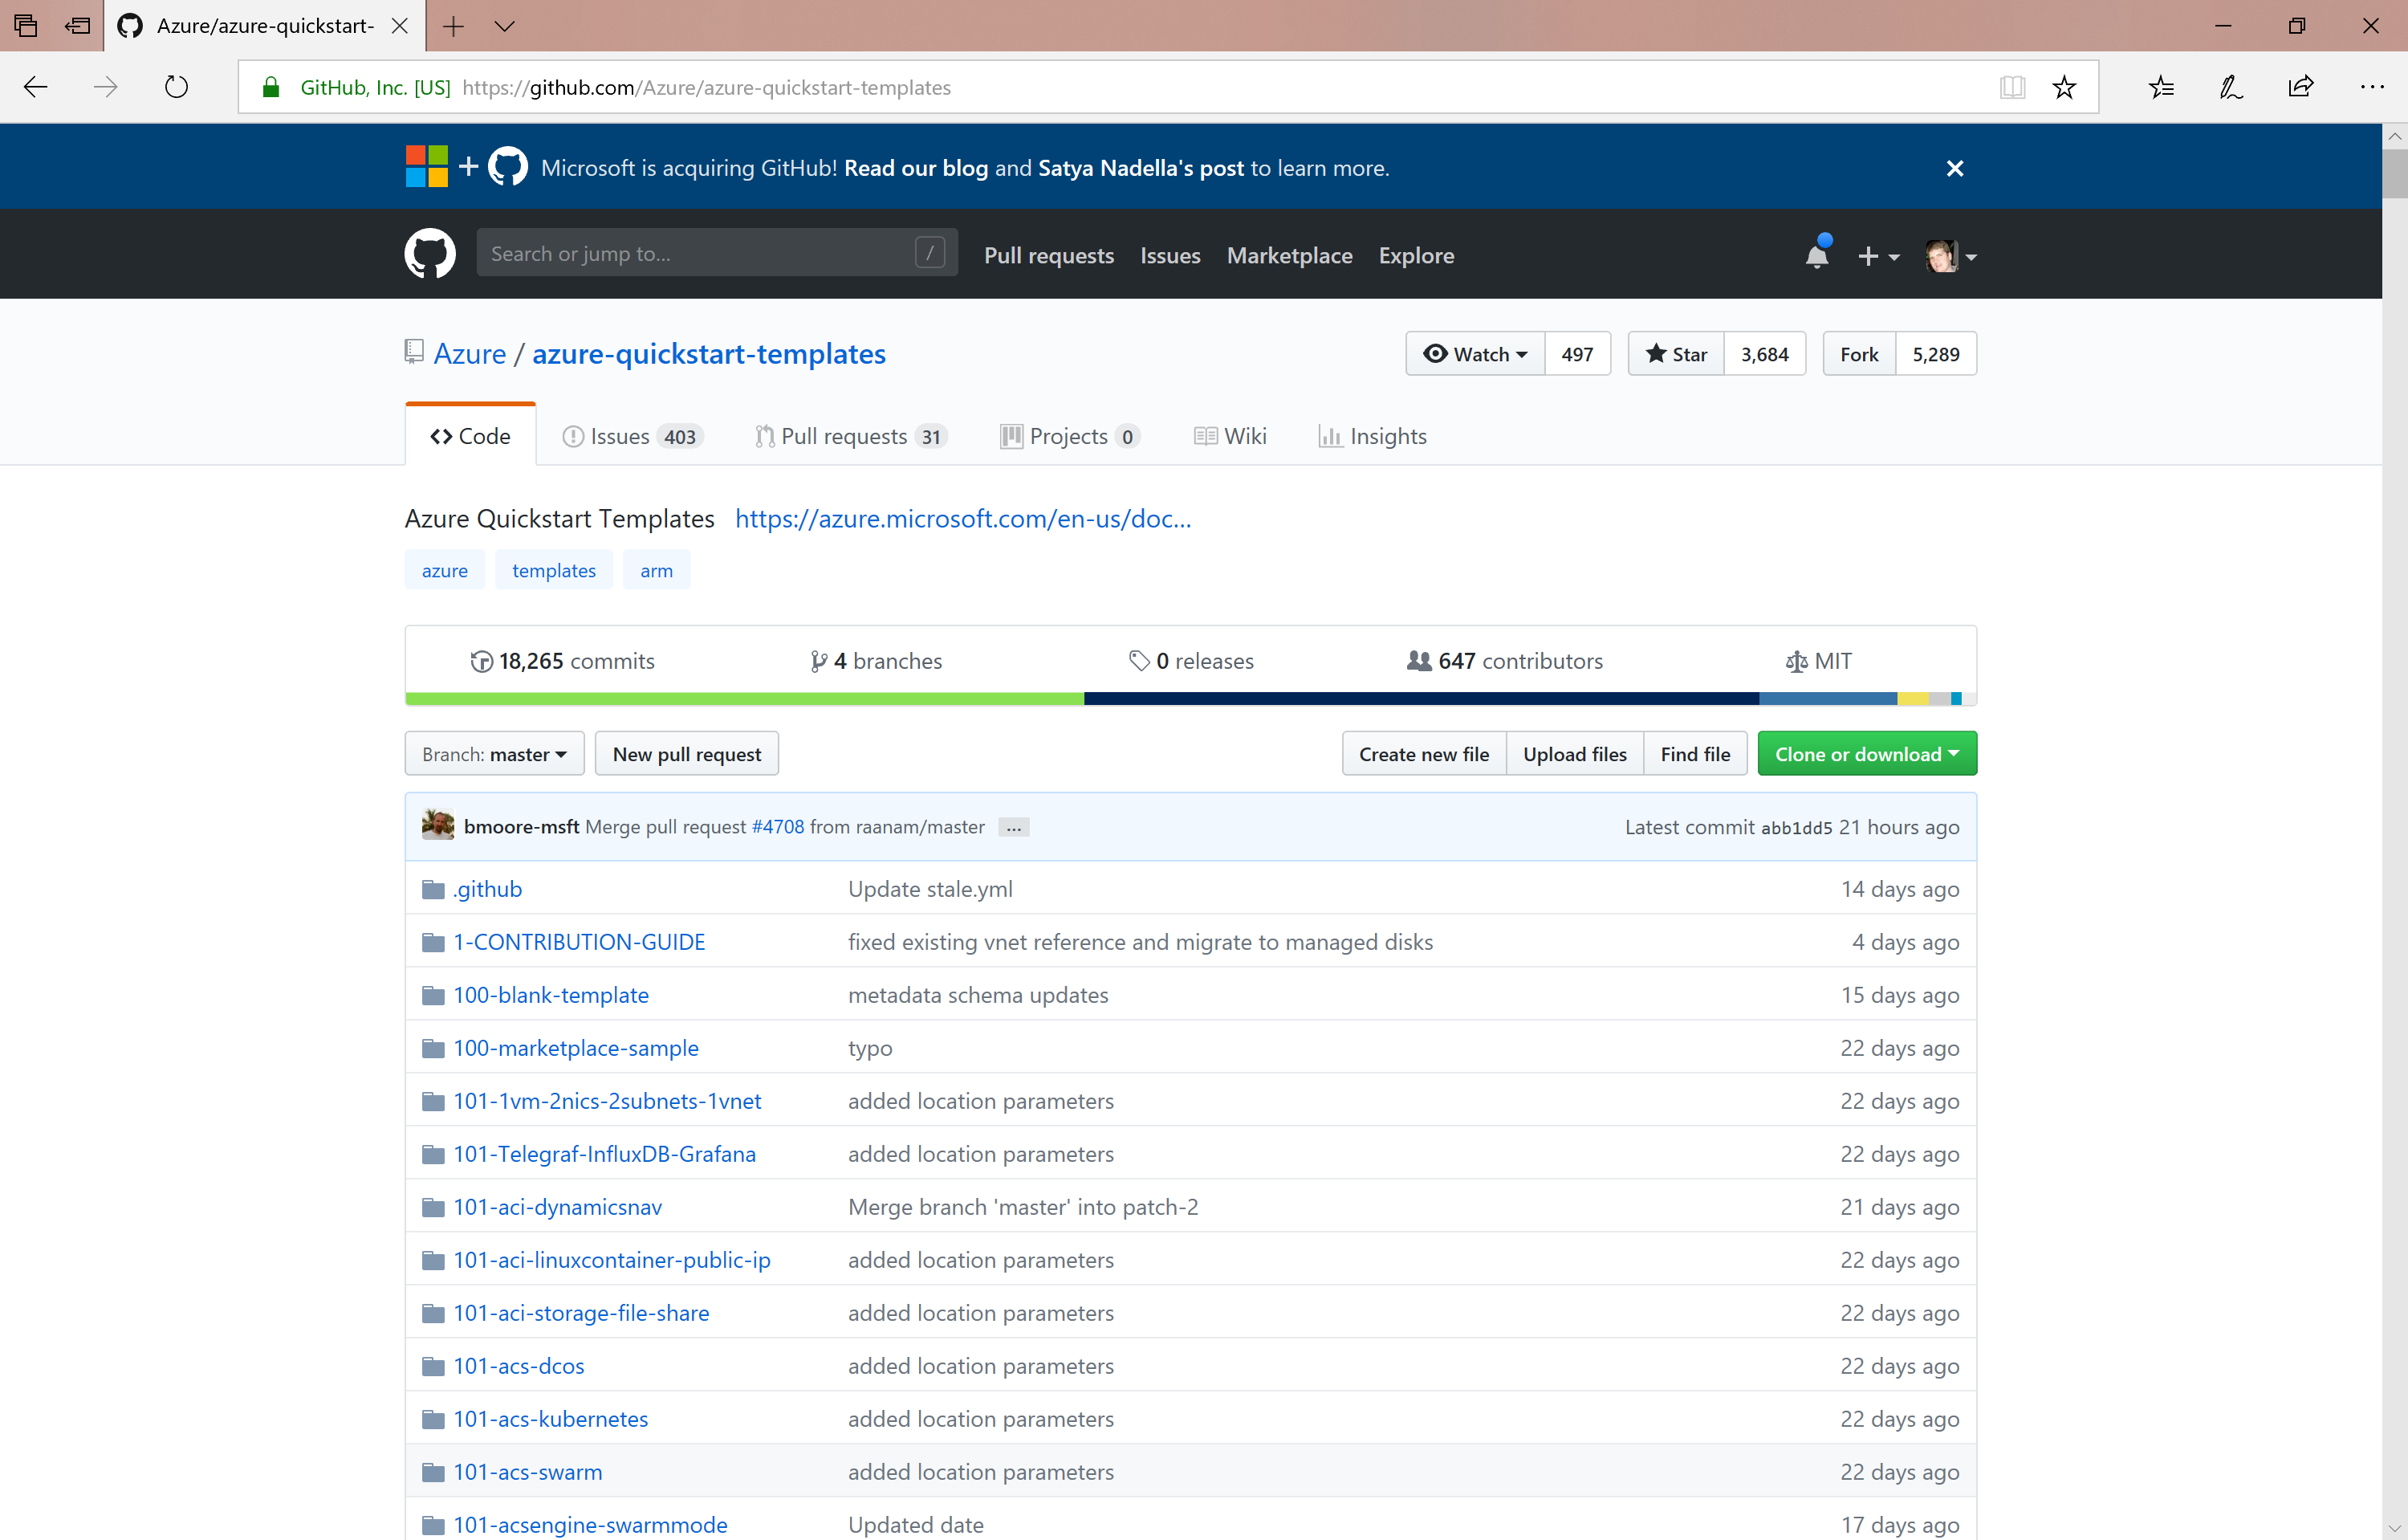 Azure/azure-quickstart-
GitHub, Inc. [US] https://github.com/Azure/azure-quickstart-templates
+ Microsoft is acquiring GitHub! Read our blog and Satya Nadella's post to learn more.
Search or jump to... / Pull requests Issues Marketplace Explore
Azure / azure-quickstart-templates Watch 497 Star 3,684 Fork 5,289
Code Issues 403 Pull requests 31 Projects 0 Wiki Insights
Azure Quickstart Templates https://azure.microsoft.com/en-us/doc...
azure templates arm
18,265 commits 4 branches 0 releases 647 contributors MIT
Branch: master New pull request Create new file Upload files Find file Clone or download
bmoore-msft Merge pull request #4708 from raanam/master ... Latest commit abb1dd5 21 hours ago
.github Update stale.yml 14 days ago
1-CONTRIBUTION-GUIDE fixed existing vnet reference and migrate to managed disks 4 days ago
100-blank-template metadata schema updates 15 days ago
100-marketplace-sample typo 22 days ago
101-1vm-2nics-2subnets-1vnet added location parameters 22 days ago
101-Telegraf-InfluxDB-Grafana added location parameters 22 days ago
101-aci-dynamicsnav Merge branch 'master' into patch-2 21 days ago
101-aci-linuxcontainer-public-ip added location parameters 22 days ago
101-aci-storage-file-share added location parameters 22 days ago
101-acs-dcos added location parameters 22 days ago
101-acs-kubernetes added location parameters 22 days ago
101-acs-swarm added location parameters 22 days ago
101-acsengine-swarmmode Updated date 17 days ago